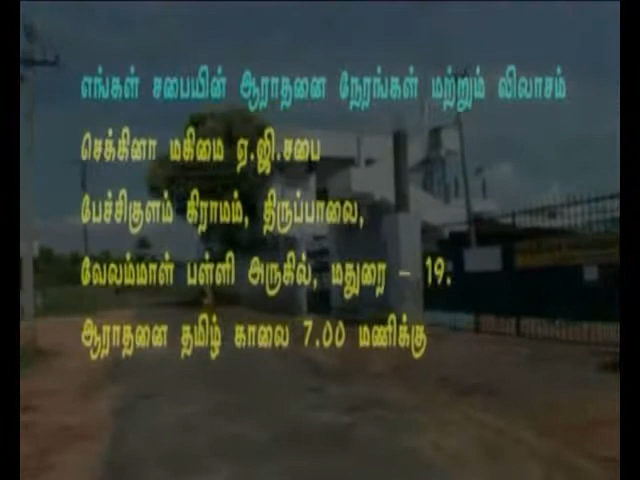 எங்கள் சபையின் ஆராதனை நேரங்கள் மற்றும் விலாசம்
செக்கினா மகிமை ஏ.ஜி.சபை
பேச்சிகுளம் கிராமம், திருப்பாலை,
வேலம்மாள் பள்ளி அருகில், மதுரை - 19.
ஆராதனை தமிழ் காலை 7.00 மணிக்கு